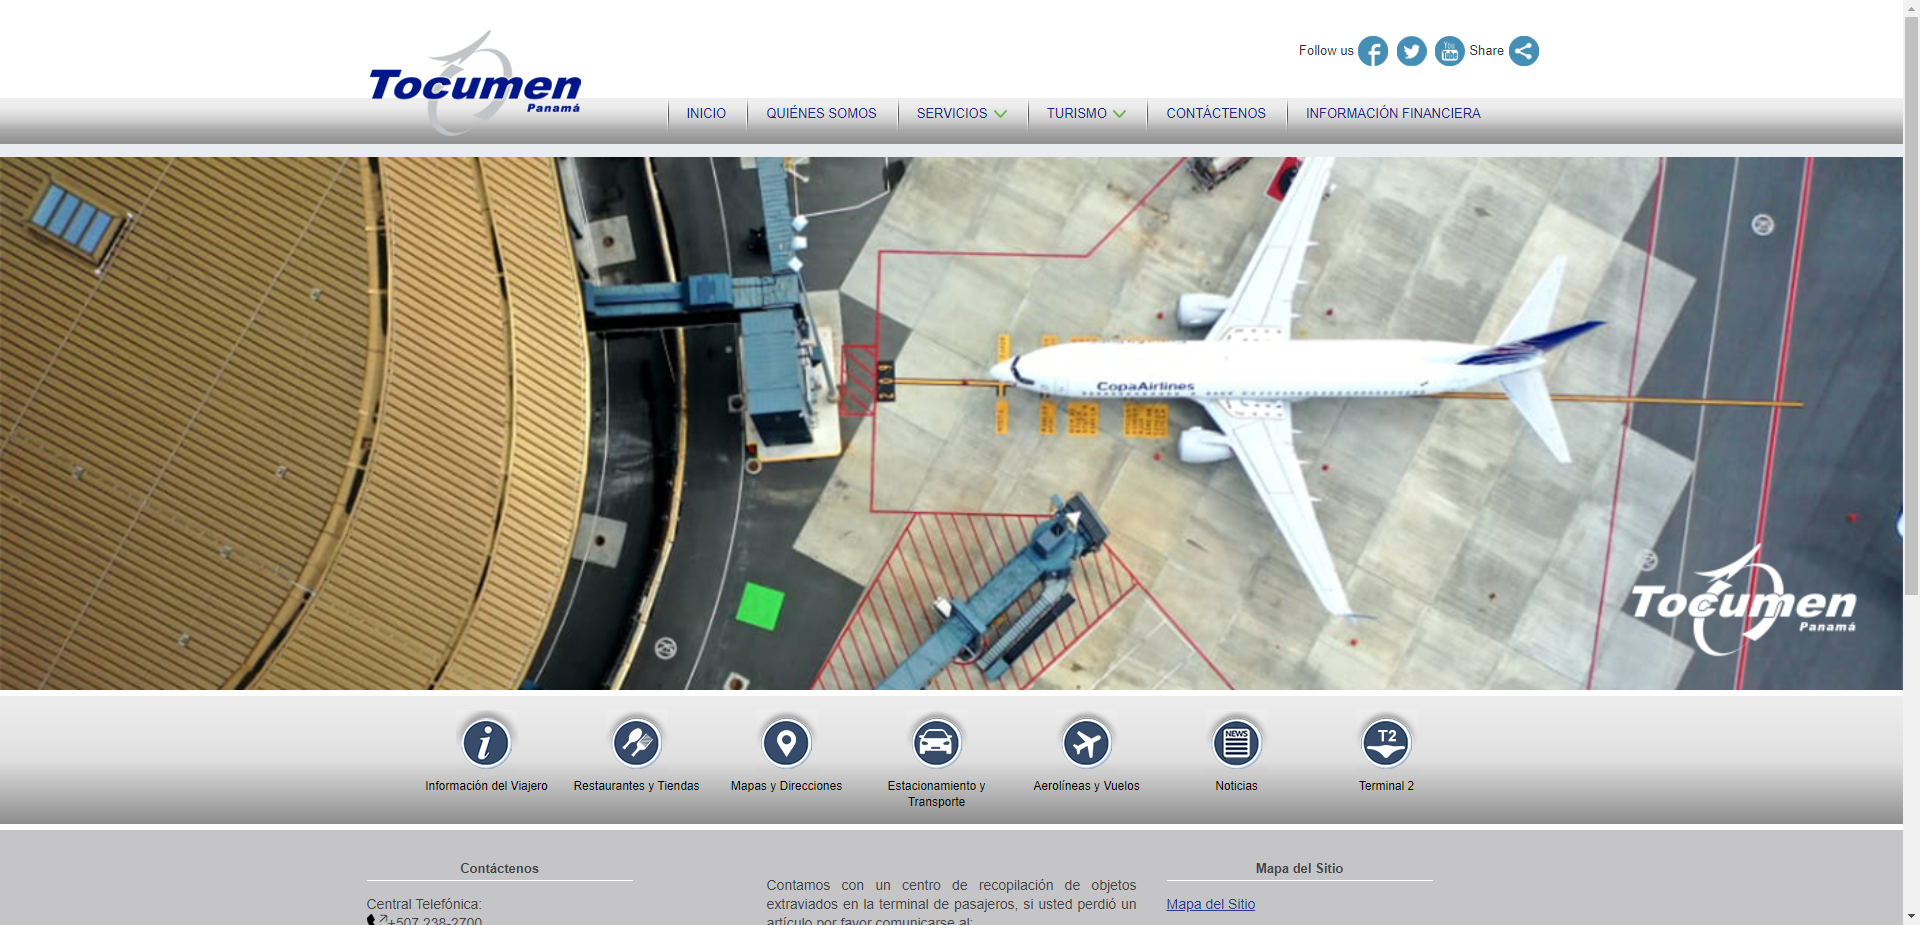 Tocumen
Panamá
Follow us
You
Tube
Share
INICIO
QUIÉNES SOMOS
SERVICIOS
TURISMO
CONTÁCTENOS
INFORMACIÓN FINANCIERA
209
CopaAirlines
Tocumen
Panamá
i
NEWS
T2
Información del Viajero
Restaurantes y Tiendas
Mapas y Direcciones
Estacionamiento y
Transporte
Aerolíneas y Vuelos
Noticias
Terminal 2
Contáctenos
Central Telefónica:
+507 238-2700
Contamos con un centro de recopilación de objetos
extraviados en la terminal de pasajeros, si usted perdió un
artículo por favor comunicarse al:
Mapa del Sitio
Mapa del Sitio